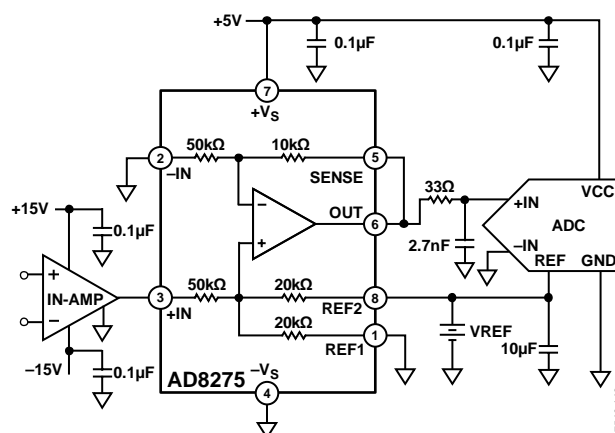 +5V
0.1µF
0.1µF
7
+VS
50kΩ
10kΩ
2
–IN
5
SENSE
VCC
33Ω
+IN
–
OUT
6
ADC
+15V
0.1µF
+
2.7nF
–IN
REF
GND
+
IN-AMP
–
3
+IN
50kΩ
20kΩ
8
REF2
20kΩ
1
REF1
VREF
10µF
–15V
0.1µF
AD8275
–VS
4